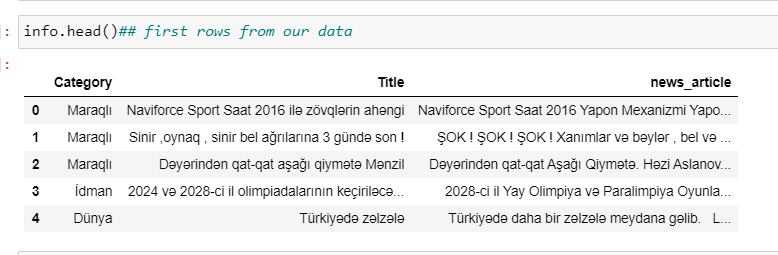 ]: info.head()## first rows from our data
]:
Category Title news_article
0 Maraqlı Naviforce Sport Saat 2016 ilə zövqlərin ahəngi Naviforce Sport Saat 2016 Yapon Mexanizmi Yapo...
1 Maraqlı Sinir ,oynaq , sinir bel ağrılarına 3 gündə son ! ŞOK ! ŞOK ! ŞOK ! Xanımlar və bəylər , bel və ...
2 Maraqlı Dəyərindən qat-qat aşağı qiymətə Mənzil Dəyərindən qat-qat Aşağı Qiymətə. Həzi Aslanov...
3 İdman 2024 və 2028-ci il olimpiadalarının keçiriləcə... 2028-ci il Yay Olimpiya və Paralimpiya Oyunla...
4 Dünya Türkiyədə zəlzələ Türkiyədə daha bir zəlzələ meydana gəlib. L...